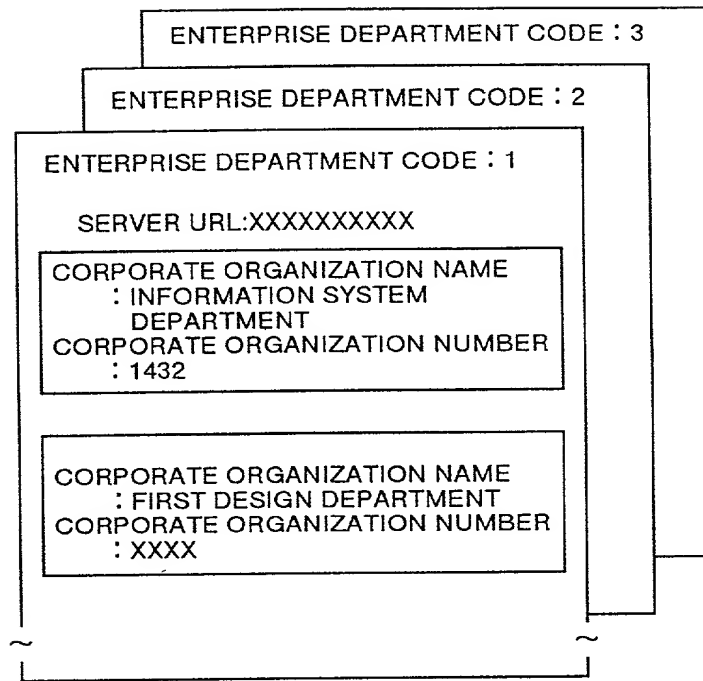 ENTERPRISE DEPARTMENT CODE : 3
ENTERPRISE DEPARTMENT CODE : 2
ENTERPRISE DEPARTMENT CODE : 1
SERVER URL:XXXXXXXXXX
CORPORATE ORGANIZATION NAME
: INFORMATION SYSTEM
DEPARTMENT
CORPORATE ORGANIZATION NUMBER
: 1432
CORPORATE ORGANIZATION NAME
: FIRST DESIGN DEPARTMENT
CORPORATE ORGANIZATION NUMBER
: XXXX